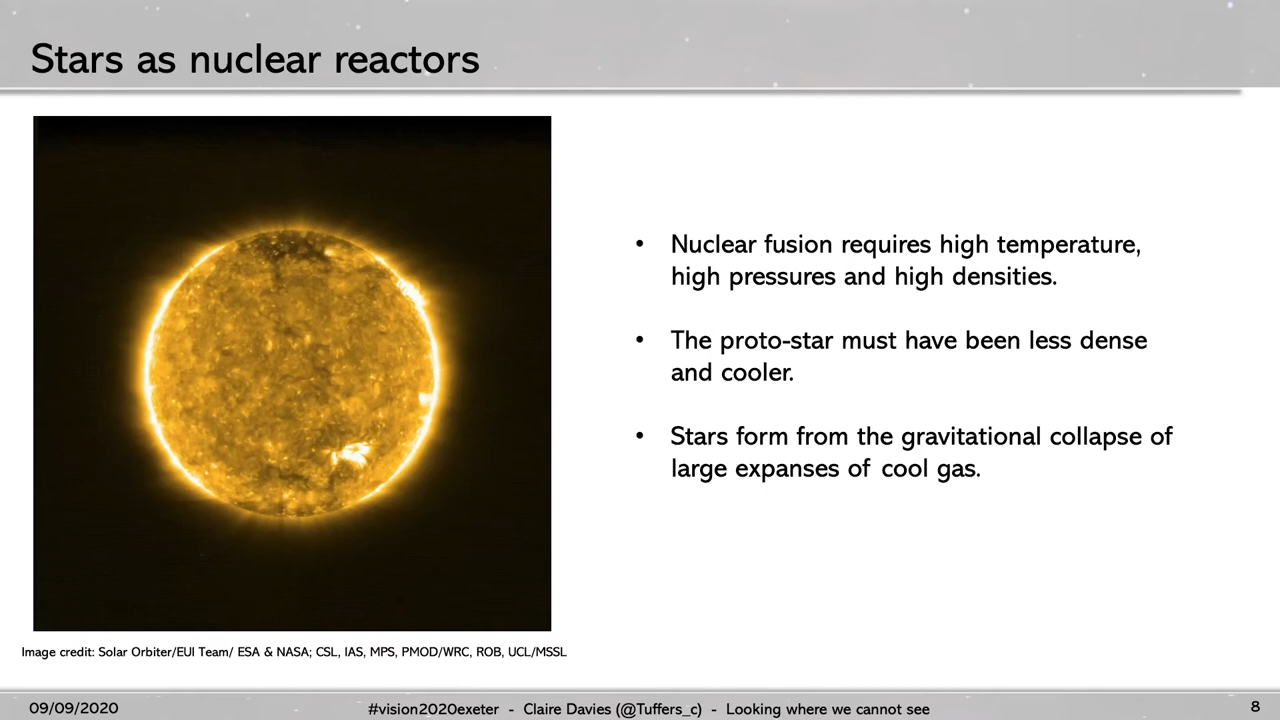 Stars as nuclear reactors
• Nuclear fusion requires high temperature,
high pressures and high densities.
• The proto-star must have been less dense
and cooler.
• Stars form from the gravitational collapse of
large expanses of cool gas.
Image credit: Solar Orbiter/EUI Team/ ESA & NASA; CSL, IAS, MPS, PMOD/WRC, ROB, UCL/MSSL
09/09/2020
#vision2020exeter - Claire Davies (@Tuffers_c) - Looking where we cannot see
8